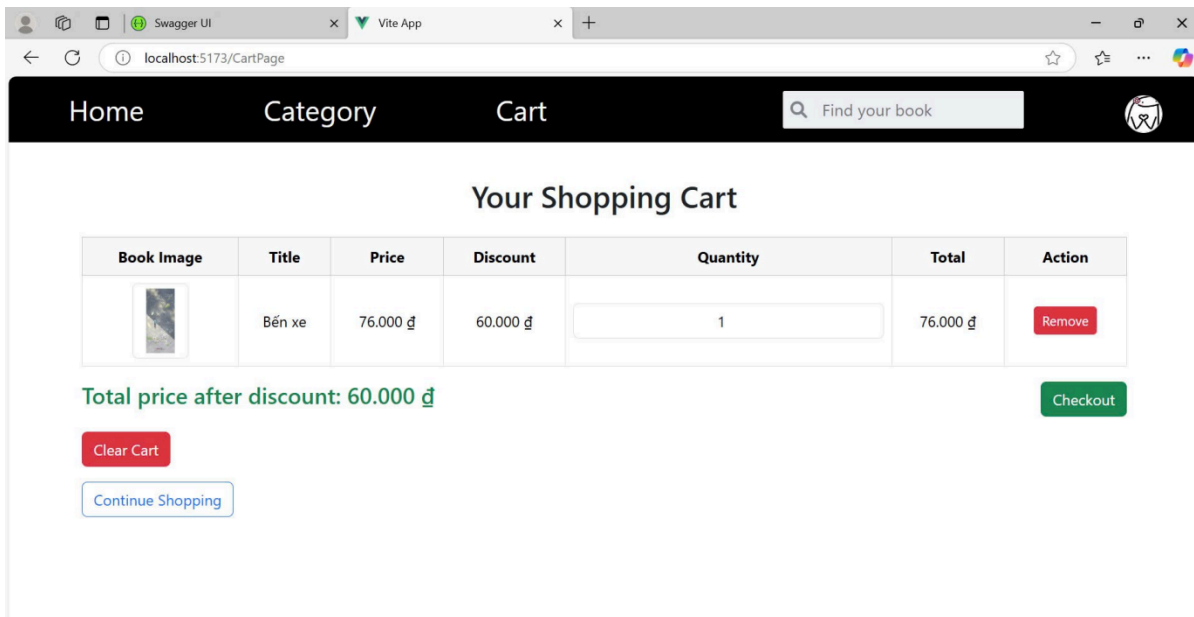 Swagger UI
Vite App
localhost:5173/CartPage
Home Category Cart Find your book
Your Shopping Cart
Book Image Title Price Discount Quantity Total Action
Bến xe 76.000 ₫ 60.000 ₫ 1 76.000 ₫ Remove
Total price after discount: 60.000 ₫
Checkout
Clear Cart
Continue Shopping